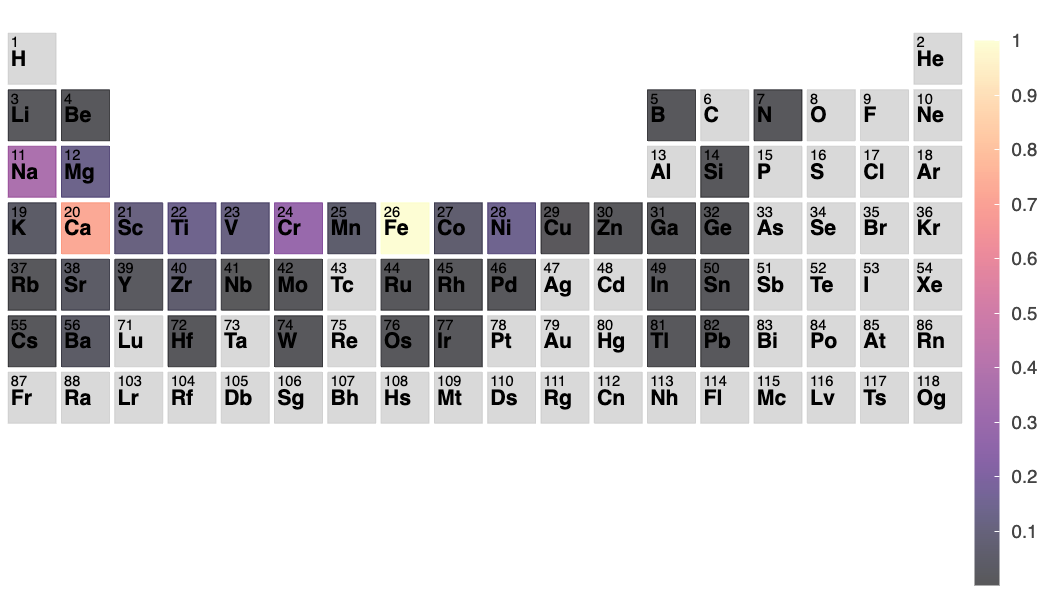 1 2
H He
3 4 5 6 7 8 9 10
Li Be B C N O F Ne
11 12 13 14 15 16 17 18
Na Mg Al Si P S Cl Ar
19 20 21 22 23 24 25 26 27 28 29 30 31 32 33 34 35 36
K Ca Sc Ti V Cr Mn Fe Co Ni Cu Zn Ga Ge As Se Br Kr
37 38 39 40 41 42 43 44 45 46 47 48 49 50 51 52 53 54
Rb Sr Y Zr Nb Mo Tc Ru Rh Pd Ag Cd In Sn Sb Te I Xe
55 56 71 72 73 74 75 76 77 78 79 80 81 82 83 84 85 86
Cs Ba Lu Hf Ta W Re Os Ir Pt Au Hg Tl Pb Bi Po At Rn
87 88 103 104 105 106 107 108 109 110 111 112 113 114 115 116 117 118
Fr Ra Lr Rf Db Sg Bh Hs Mt Ds Rg Cn Nh Fl Mc Lv Ts Og
1
0.9
0.8
0.7
0.6
0.5
0.4
0.3
0.2
0.1